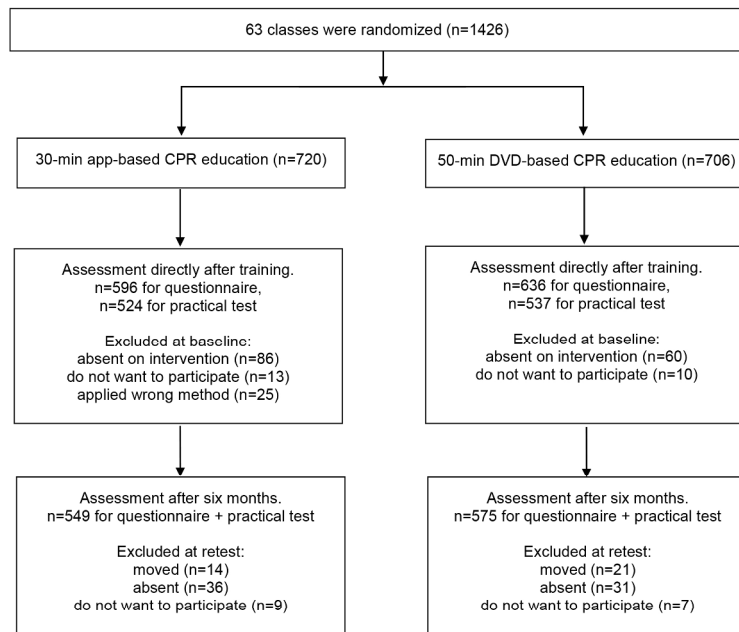 63 classes were randomized (n=1426)
30-min app-based CPR education (n=720)
50-min DVD-based CPR education (n=706)
Assessment directly after training.
n=596 for questionnaire,
n=524 for practical test
Excluded at baseline:
absent on intervention (n=86)
do not want to participate (n=13)
applied wrong method (n=25)
Assessment directly after training.
n=636 for questionnaire,
n=537 for practical test
Excluded at baseline:
absent on intervention (n=60)
do not want to participate (n=10)
Assessment after six months.
n=549 for questionnaire + practical test
Excluded at retest:
moved (n=14)
absent (n=36)
do not want to participate (n=9)
Assessment after six months.
n=575 for questionnaire + practical test
Excluded at retest:
moved (n=21)
absent (n=31)
do not want to participate (n=7)